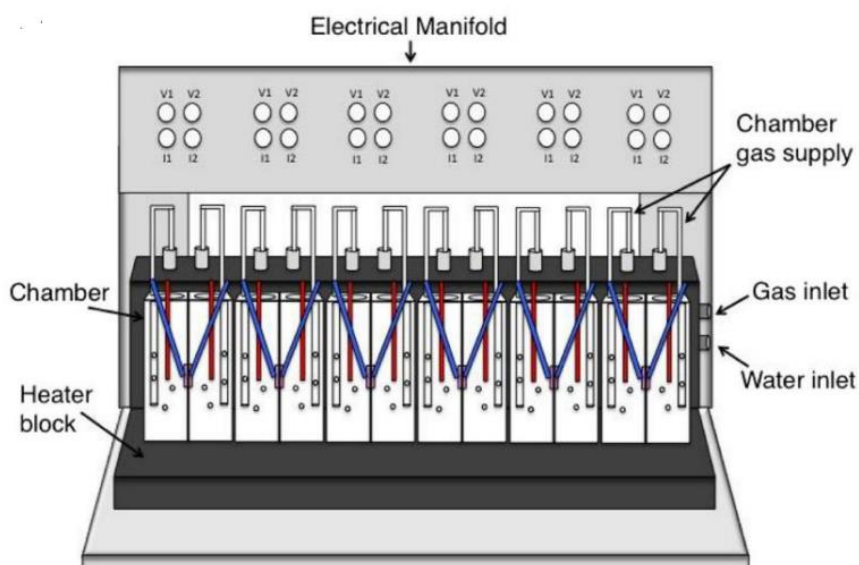 Electrical Manifold
V1 V2 V1 V2 V1 V2 V1 V2 V1 V2 V1 V2
I1 I2 I1 I2 I1 I2 I1 I2 I1 I2 I1 I2
Chamber
gas supply
Chamber
Gas inlet
Water inlet
Heater
block